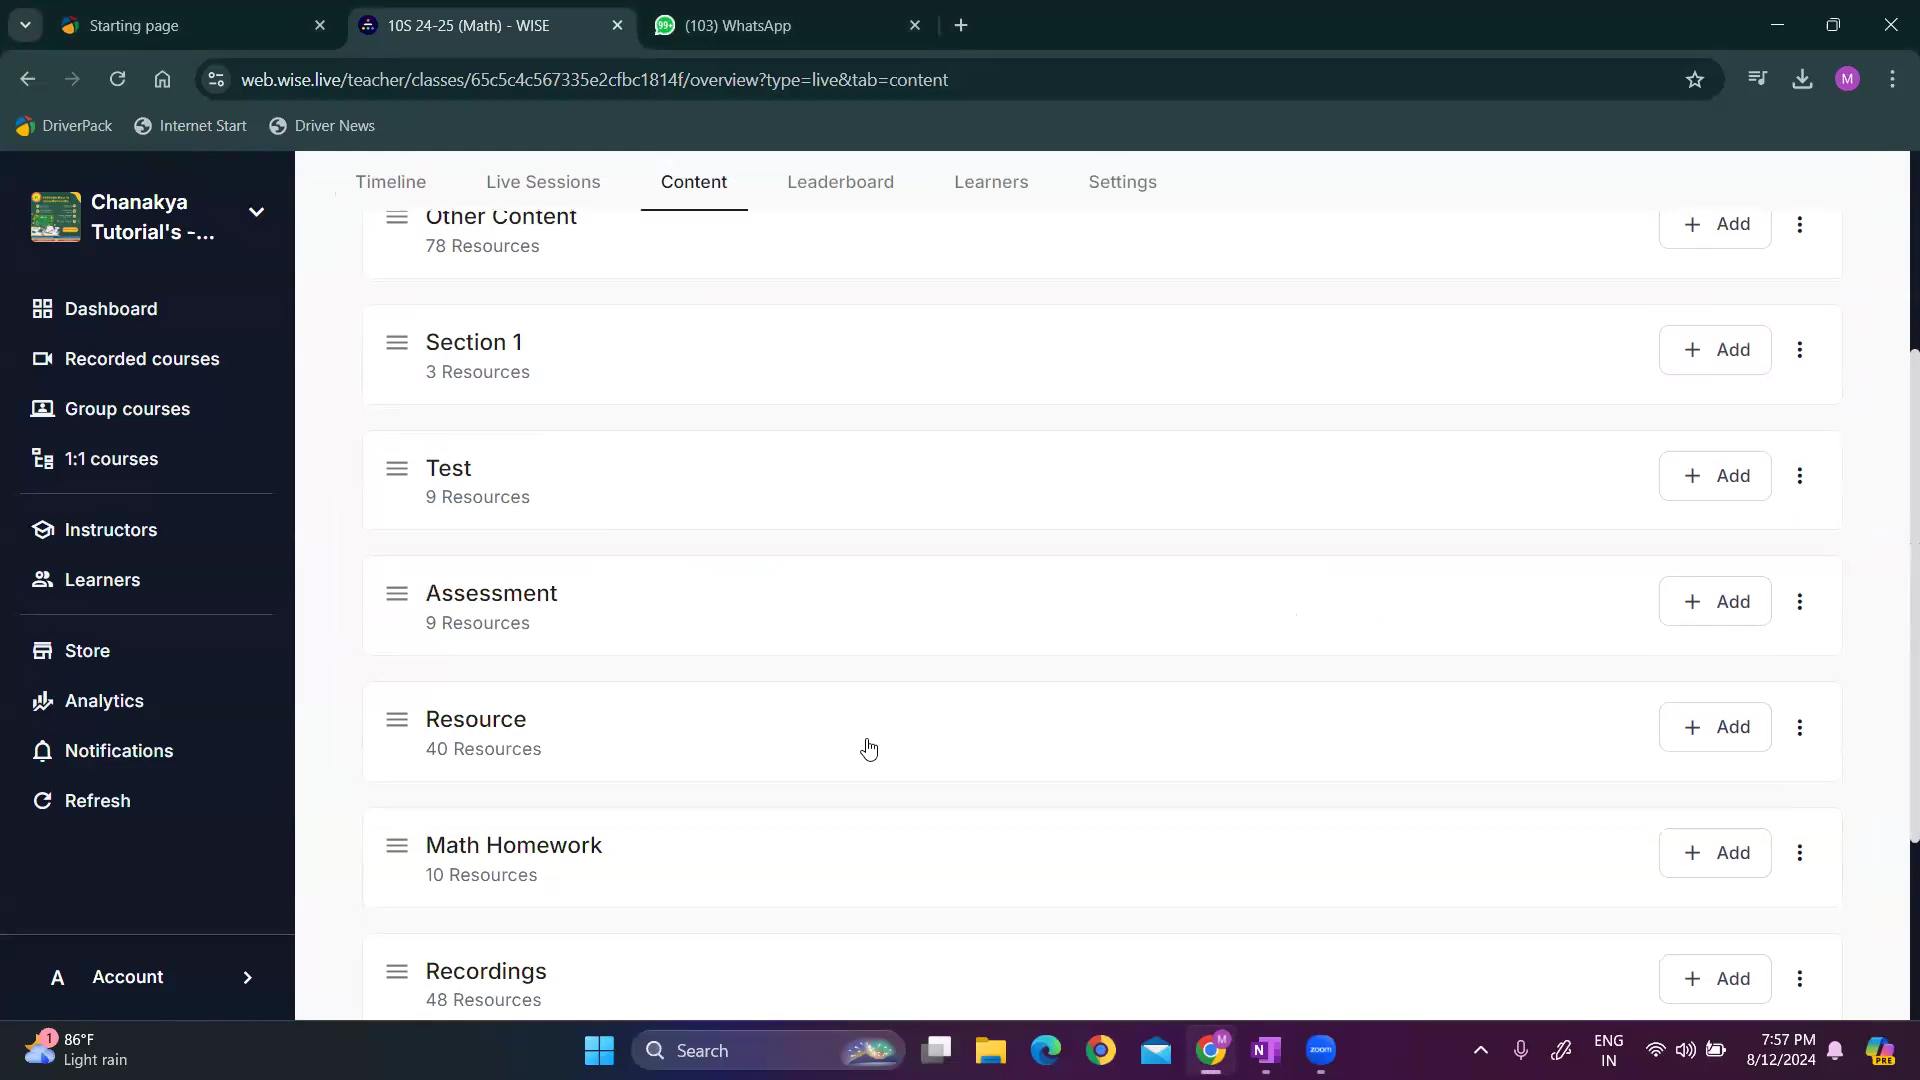 Starting page
10S 24-25 (Math) - WISE
(103) WhatsApp
web.wise.live/teacher/classes/65c5c4c567335e2cfbc1814f/overview?type=live&tab=content
M
DriverPack
Internet Start
Driver News
Chanakya
Tutorial's -...
Timeline
Live Sessions
Content
Leaderboard
Learners
Settings
Dashboard
Recorded courses
Group courses
1:1 courses
Instructors
Learners
Store
Analytics
Notifications
Refresh
A Account
Other Content
78 Resources
+ Add
Section 1
3 Resources
+ Add
Test
9 Resources
+ Add
Assessment
9 Resources
+ Add
Resource
40 Resources
+ Add
Math Homework
10 Resources
+ Add
Recordings
48 Resources
+ Add
1
86°F
Light rain
Search
M
N
zoom
ENG
IN
7:57 PM
8/12/2024
PRE